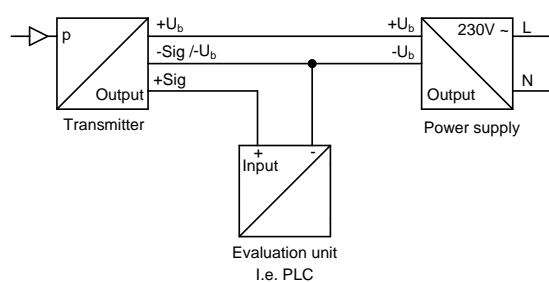 +U_b
+U_b
230V ~
L
p
-Sig /-U_b
-U_b
+Sig
N
Output
Output
Transmitter
Power supply
+
-
Input
Evaluation unit
I.e. PLC